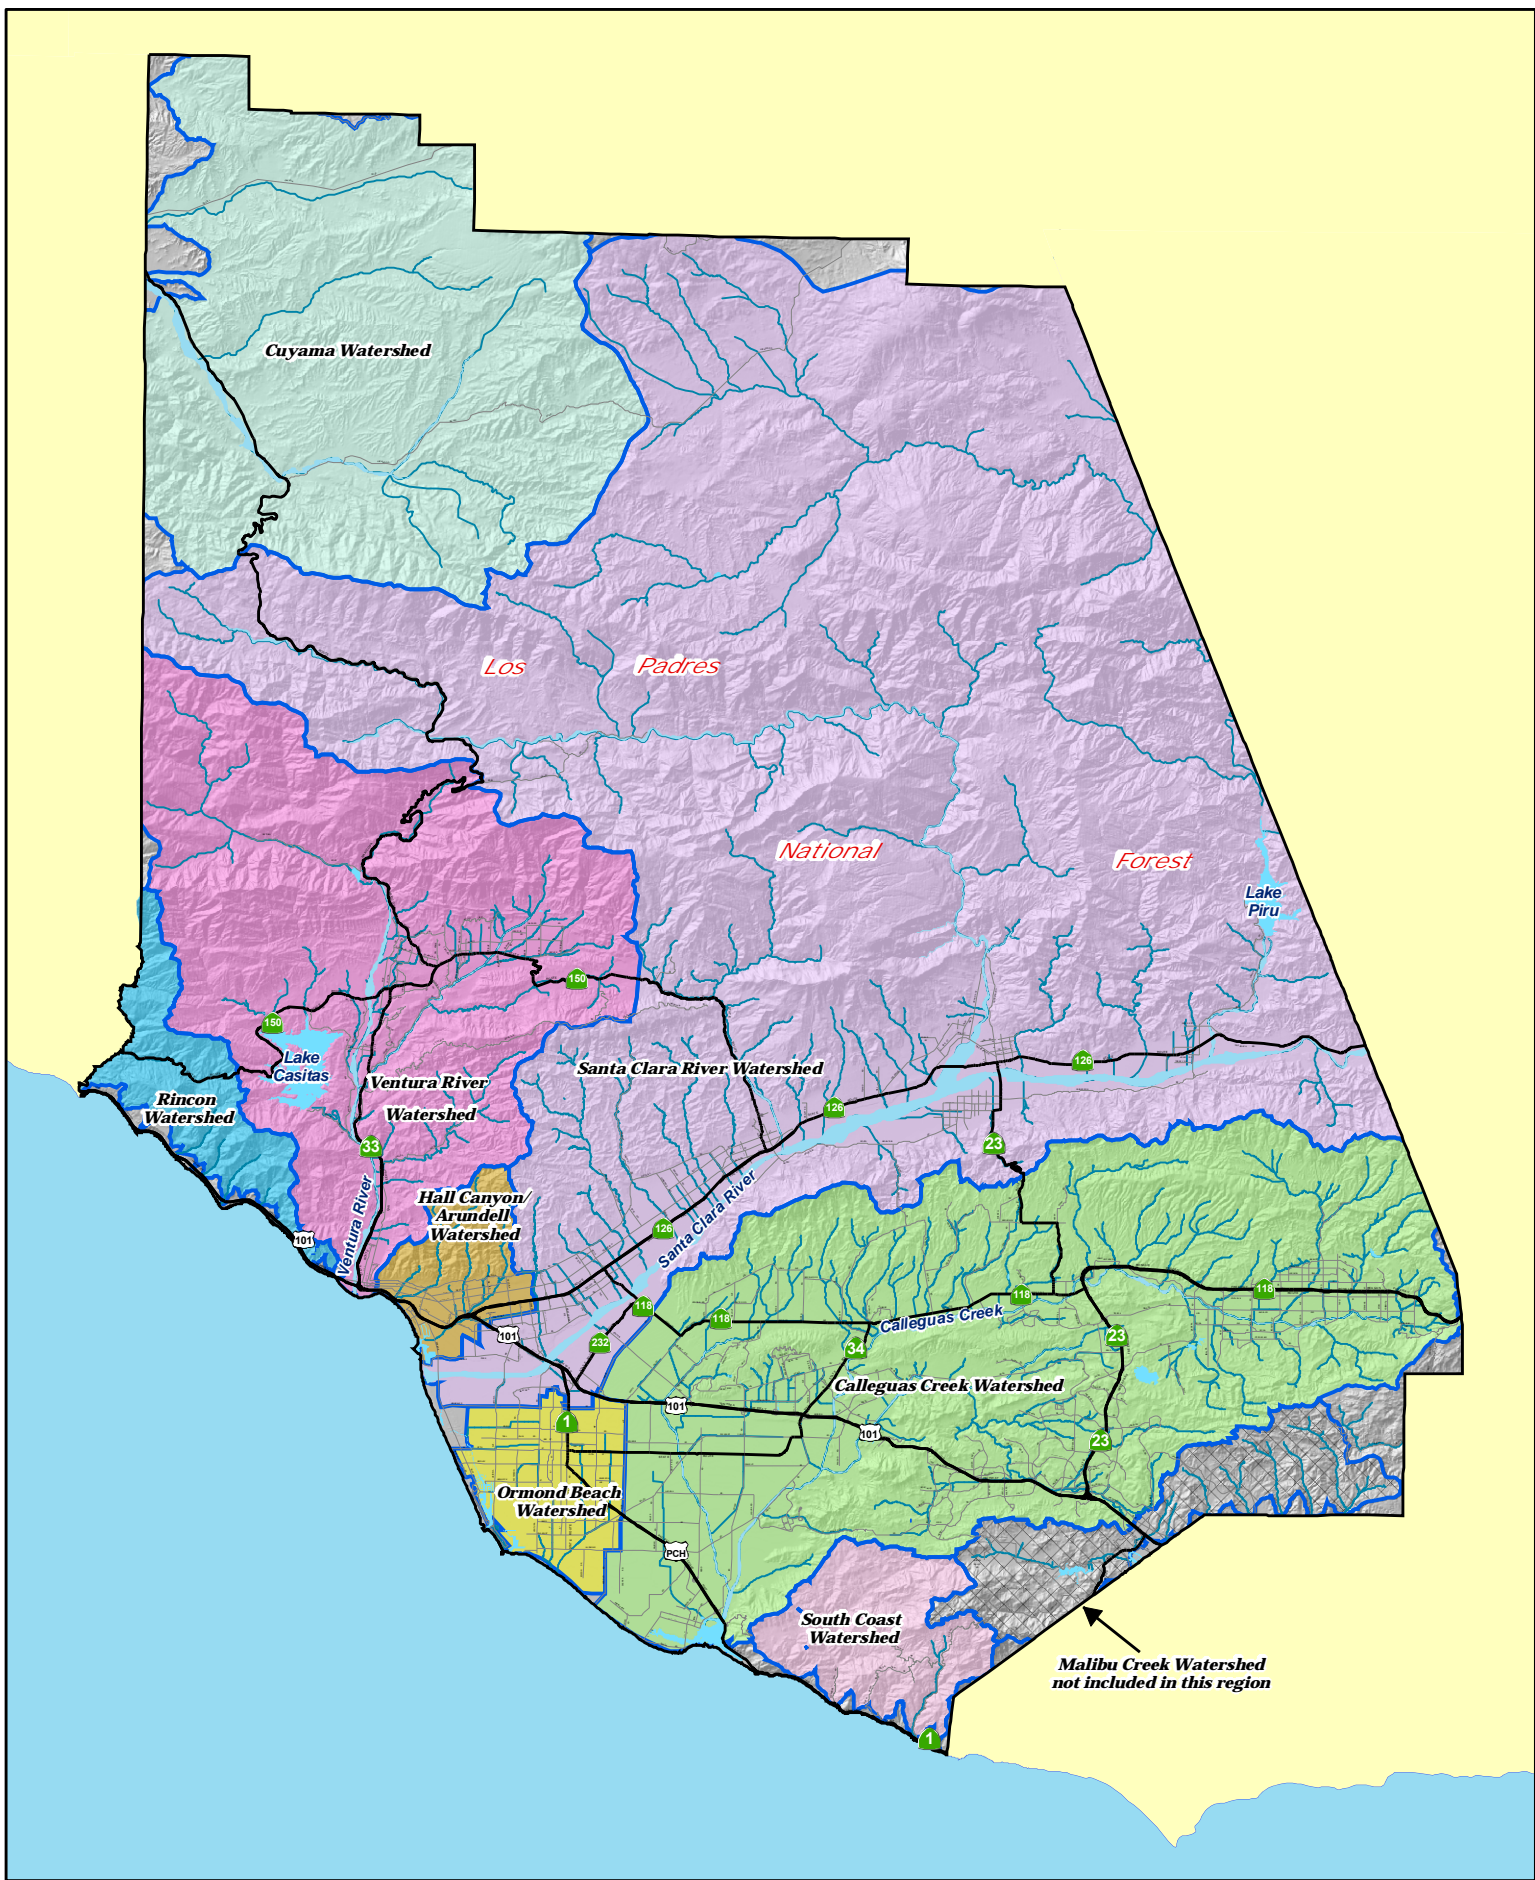 Cuyama Watershed
Los
Padres
National
Forest
Lake
Piru
150
150
Lake
Casitas
Santa Clara River Watershed
126
Ventura River
Watershed
Rincon
Watershed
126
33
23
Hall Canyon/
Arundell
Watershed
Ventura River
Santa Clara River
126
101
118
118
118
118
Calleguas Creek
101
232
34
23
Calleguas Creek Watershed
101
1
101
23
Ormond Beach
Watershed
PCH
South Coast
Watershed
Malibu Creek Watershed
not included in this region
1